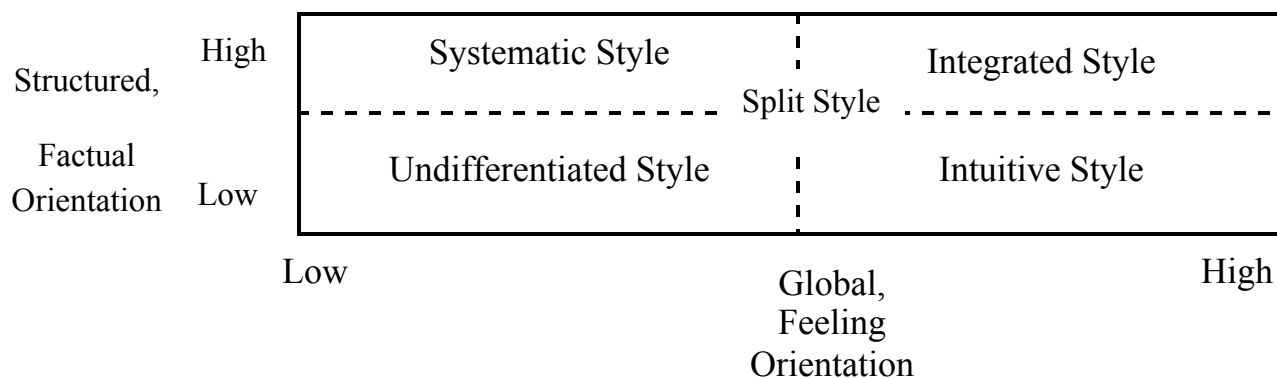 High
Systematic Style
Integrated Style
Structured,
Split Style
Factual
Orientation
Undifferentiated Style
Intuitive Style
Low
Low
High
Global,
Feeling
Orientation